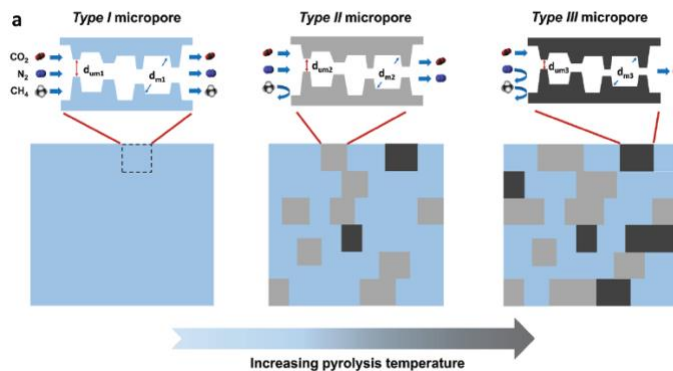 a
Type I micropore
Type II micropore
Type III micropore
CO2
N2
CH4
dum1
dm1
dum2
dm2
dum3
dm3
Increasing pyrolysis temperature